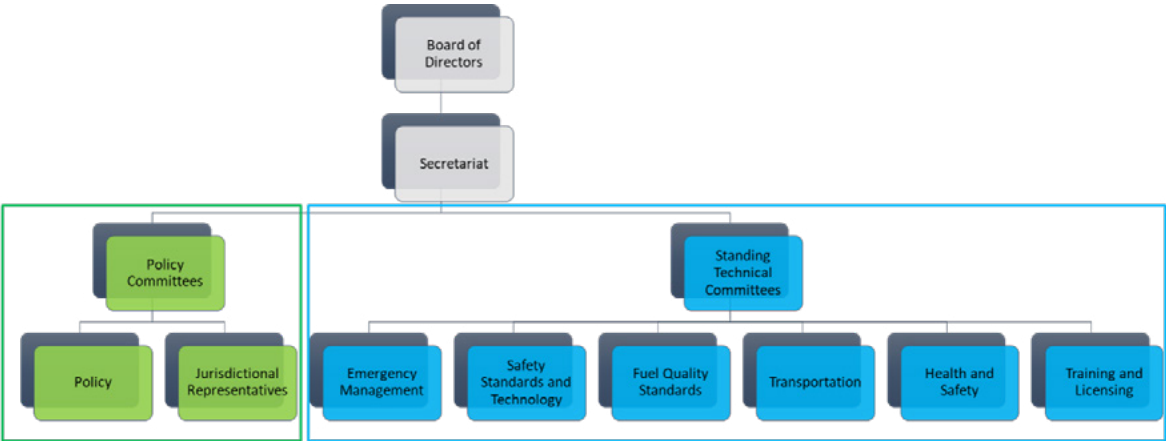 Board of
Directors
Secretariat
Policy
Committees
Standing
Technical
Committees
Policy
Jurisdictional
Representatives
Emergency
Management
Safety
Standards and
Technology
Fuel Quality
Standards
Transportation
Health and
Safety
Training and
Licensing